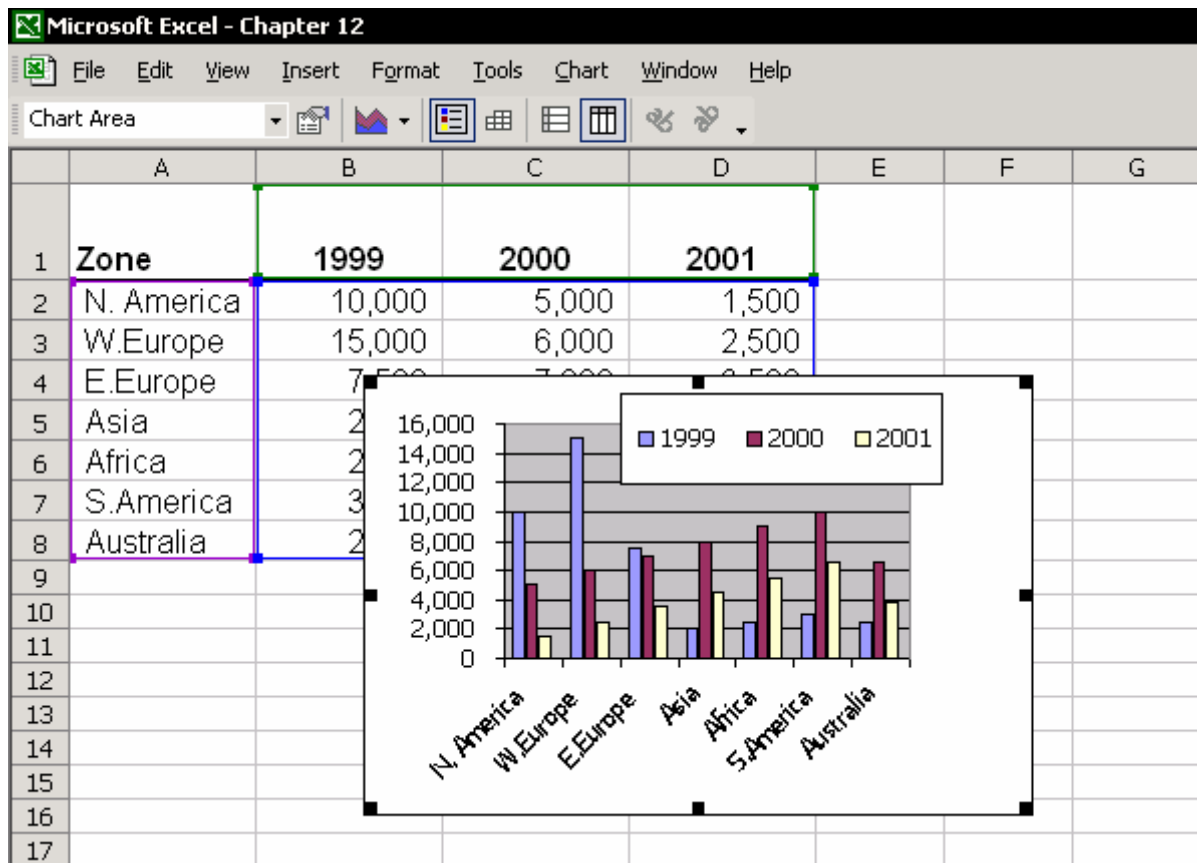 Microsoft Excel - Chapter 12
File Edit View Insert Format Tools Chart Window Help
Chart Area
A B C D E F G
1 Zone 1999 2000 2001
2 N. America 10,000 5,000 1,500
3 W.Europe 15,000 6,000 2,500
4 E.Europe
5 Asia 2
6 Africa 2
7 S.America 3
8 Australia 2
9
10
11
12
13
14
15
16
17
1999 2000 2001
16,000
14,000
12,000
10,000
8,000
6,000
4,000
2,000
0
N. America W.Europe E.Europe Asia Africa S.America Australia